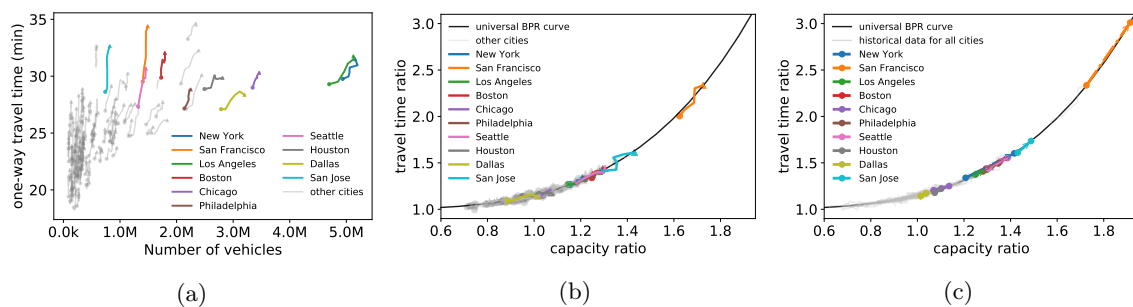 35
30
25
20
one-way travel time (min)
0.0k 1.0M 2.0M 3.0M 4.0M 5.0M
Number of vehicles
New York
San Francisco
Los Angeles
Boston
Chicago
Philadelphia
Seattle
Houston
Dallas
San Jose
other cities
(a)
3.0
2.5
2.0
1.5
1.0
travel time ratio
0.6 0.8 1.0 1.2 1.4 1.6 1.8
capacity ratio
universal BPR curve
other cities
New York
San Francisco
Los Angeles
Boston
Chicago
Philadelphia
Seattle
Houston
Dallas
San Jose
(b)
3.0
2.5
2.0
1.5
1.0
travel time ratio
0.6 0.8 1.0 1.2 1.4 1.6 1.8
capacity ratio
universal BPR curve
historical data for all cities
New York
San Francisco
Los Angeles
Boston
Chicago
Philadelphia
Seattle
Houston
Dallas
San Jose
(c)